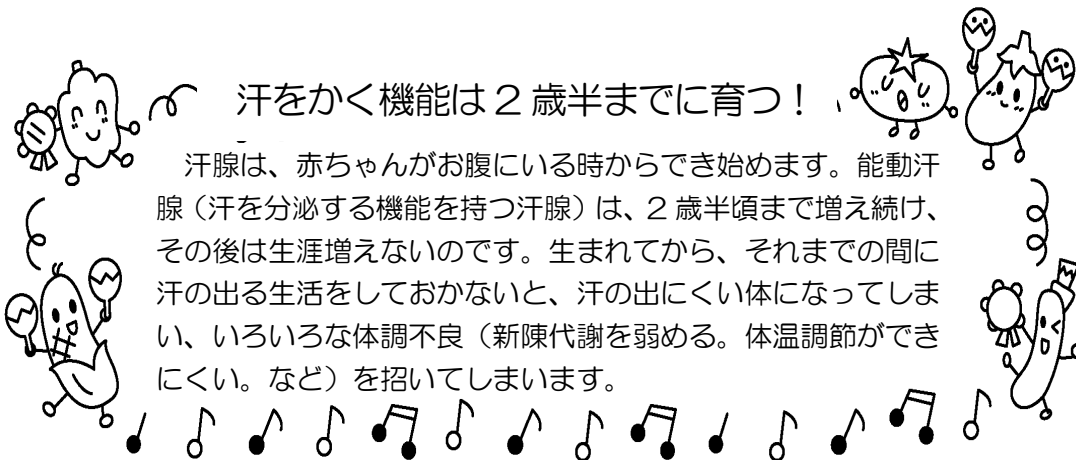 汗をかく機能は２歳半までに育つ！
汗腺は、赤ちゃんがお腹にいる時からでき始めます。能動汗
腺（汗を分泌する機能を持つ汗腺）は、２歳半頃まで増え続け、
その後は生涯増えないのです。生まれてから、それまでの間に
汗の出る生活をしておかないと、汗の出にくい体になってしま
い、いろいろな体調不良（新陳代謝を弱める。体温調節ができ
にくい。など）を招いてしまいます。